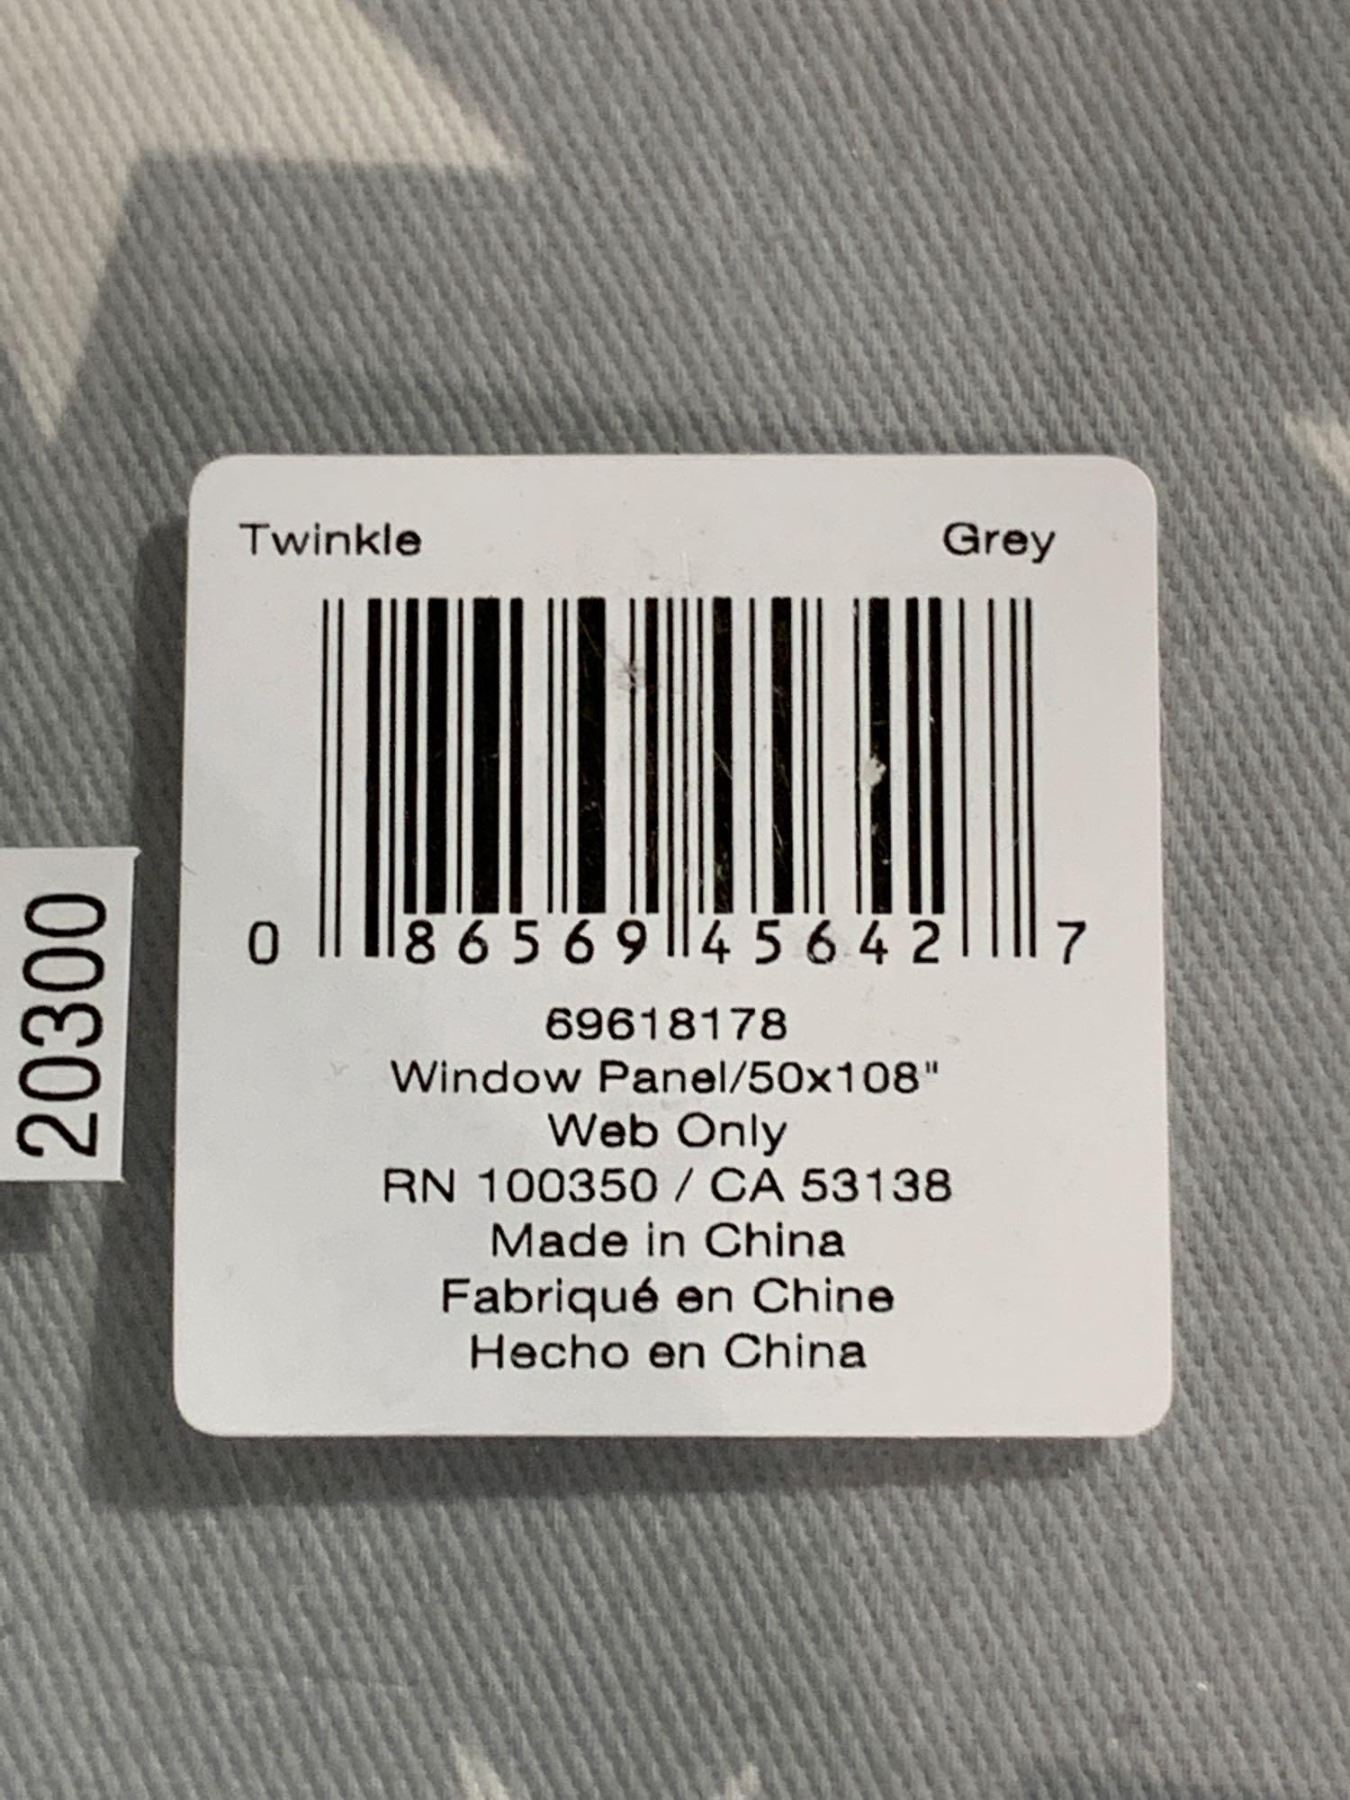 Twinkle Grey
0 86569 45642 7
69618178
Window Panel/50x108"
Web Only
RN 100350 / CA 53138
Made in China
Fabriqué en Chine
Hecho en China
20300